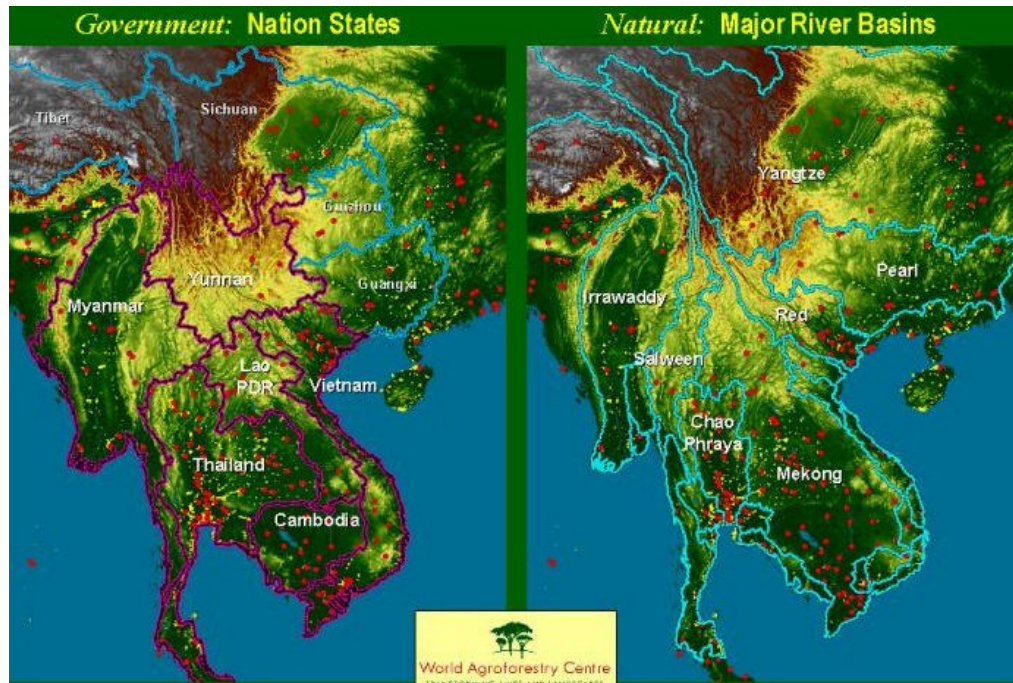 Government: Nation States
Natural: Major River Basins
Tibet
Sichuan
Guizhou
Yunnan
Guangxi
Myanmar
Lao
PDR
Vietnam
Thailand
Cambodia
Yangtze
Pearl
Irrawaddy
Red
Salween
Chao
Phraya
Mekong
World Agroforestry Centre